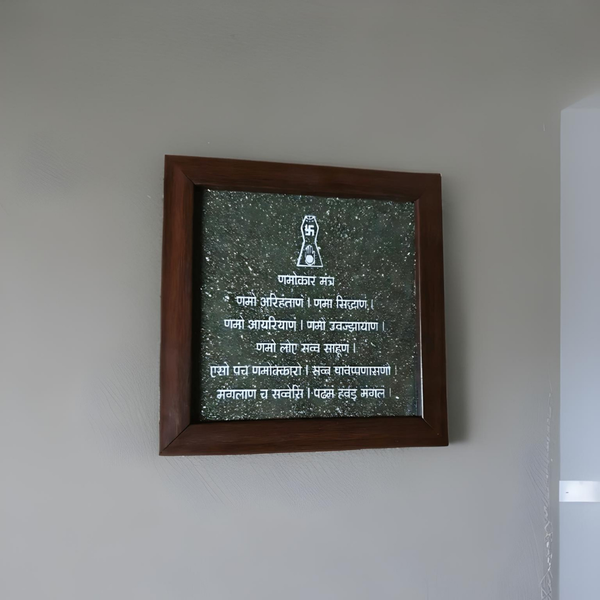 णमोकार मंत्र
णमो अरिहंताणं । णमो सिद्धाणं ।
णमो आयरियाणं । णमो उवज्झायाणं ।
णमो लोए सव्व साहूणं ।
एसो पंच णमोक्कारो । सव्व पावप्पणासणो ।
मंगलाणं च सव्वेसिं । पढम हवइ मंगलं ।